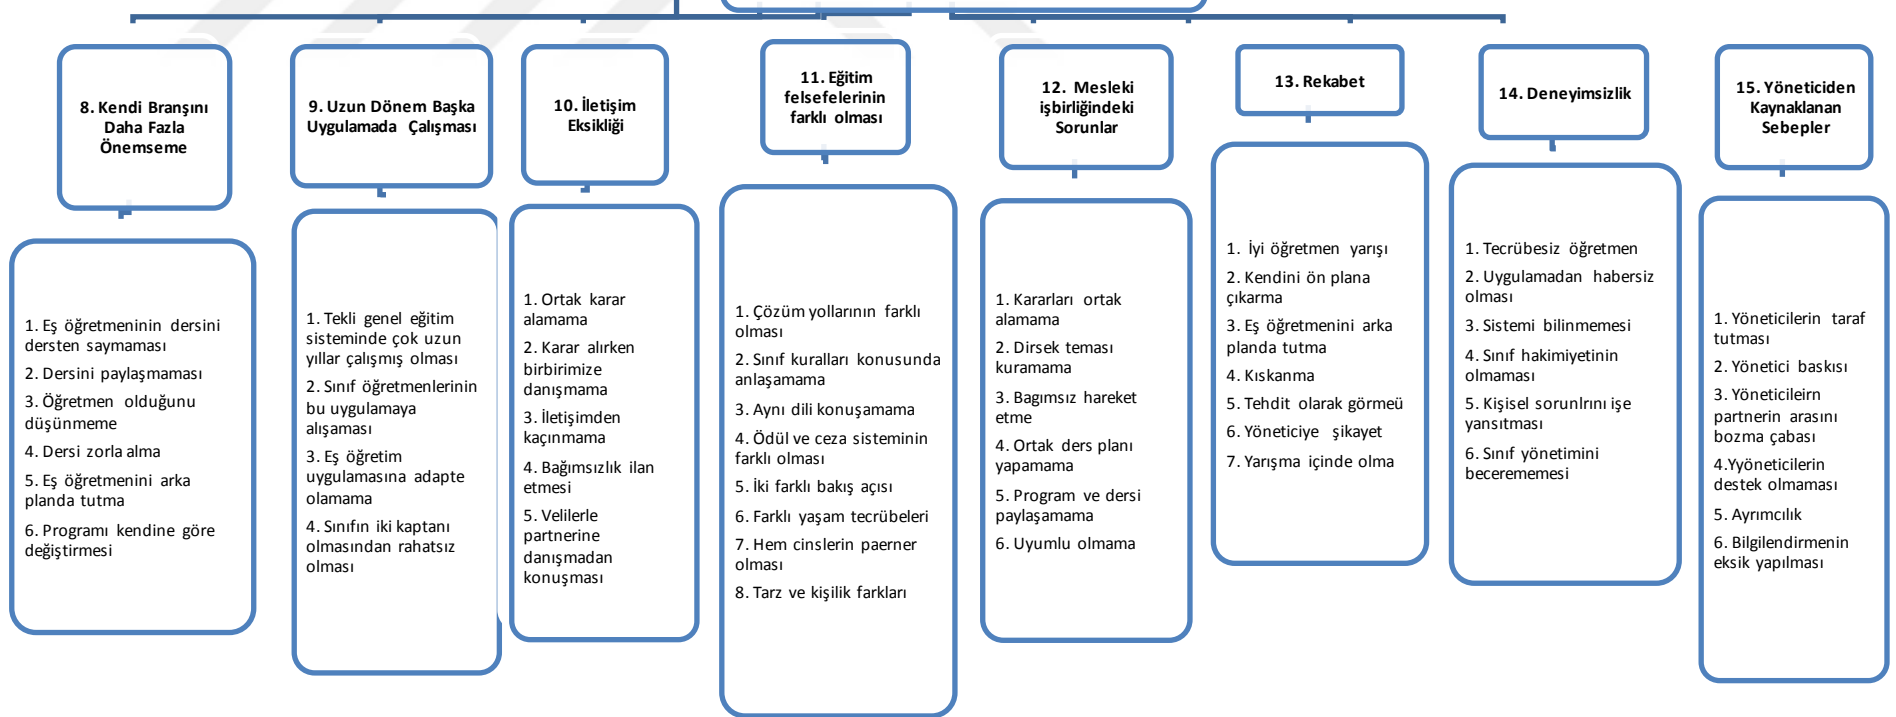 8. Kendi Branşını
Daha Fazla
Önemseme
1. Eş öğretmeninin dersini
dersten saymaması
2. Dersini paylaşmaması
3. Öğretmen olduğunu
düşünmeme
4. Dersi zorla alma
5. Eş öğretmenini arka
planda tutma
6. Programı kendine göre
değiştirmesi
9. Uzun Dönem Başka
Uygulamada Çalışması
1. Tekli genel eğitim
sisteminde çok uzun
yıllar çalışmış olması
2. Sınıf öğretmenlerinin
bu uygulamaya
alışaması
3. Eş öğretim
uygulamasına adapte
olamama
4. Sınıfın iki kaptanı
olmasından rahatsız
olması
10. İletişim
Eksikliği
1. Ortak karar
alamama
2. Karar alırken
birbirimize
danışmama
3. İletişimden
kaçınmama
4. Bağımsızlık ilan
etmesi
5. Velilerle
partnerine
danışmadan
konuşması
11. Eğitim
felsefelerinin
farklı olması
1. Çözüm yollarının farklı
olması
2. Sınıf kuralları konusunda
anlaşamama
3. Aynı dili konuşamama
4. Ödül ve ceza sisteminin
farklı olması
5. İki farklı bakış açısı
6. Farklı yaşam tecrübeleri
7. Hem cinslerin paerner
olması
8. Tarz ve kişilik farkları
12. Mesleki
işbirliğindeki
Sorunlar
1. Kararları ortak
alamama
2. Dirsek teması
kuramama
3. Bagımsız hareket
etme
4. Ortak ders planı
yapamama
5. Program ve dersi
paylaşamama
6. Uyumlu olmama
13. Rekabet
1. İyi öğretmen yarışı
2. Kendini ön plana
çıkarma
3. Eş öğretmenini arka
planda tutma
4. Kıskanma
5. Tehdit olarak görmeü
6. Yöneticiye şikayet
7. Yarışma içinde olma
14. Deneyimsizlik
1. Tecrübesiz öğretmen
2. Uygulamadan habersiz
olması
3. Sistemi bilinmemesi
4. Sınıf hakimiyetinin
olmaması
5. Kişisel sorunlrını işe
yansıtması
6. Sınıf yönetimini
becerememesi
15. Yöneticiden
Kaynaklanan
Sebepler
1. Yöneticilerin taraf
tutması
2. Yönetici baskısı
3. Yöneticileirn
partnerin arasını
bozma çabası
4.Yyöneticilerin
destek olmaması
5. Ayrımcılık
6. Bilgilendirmenin
eksik yapılması